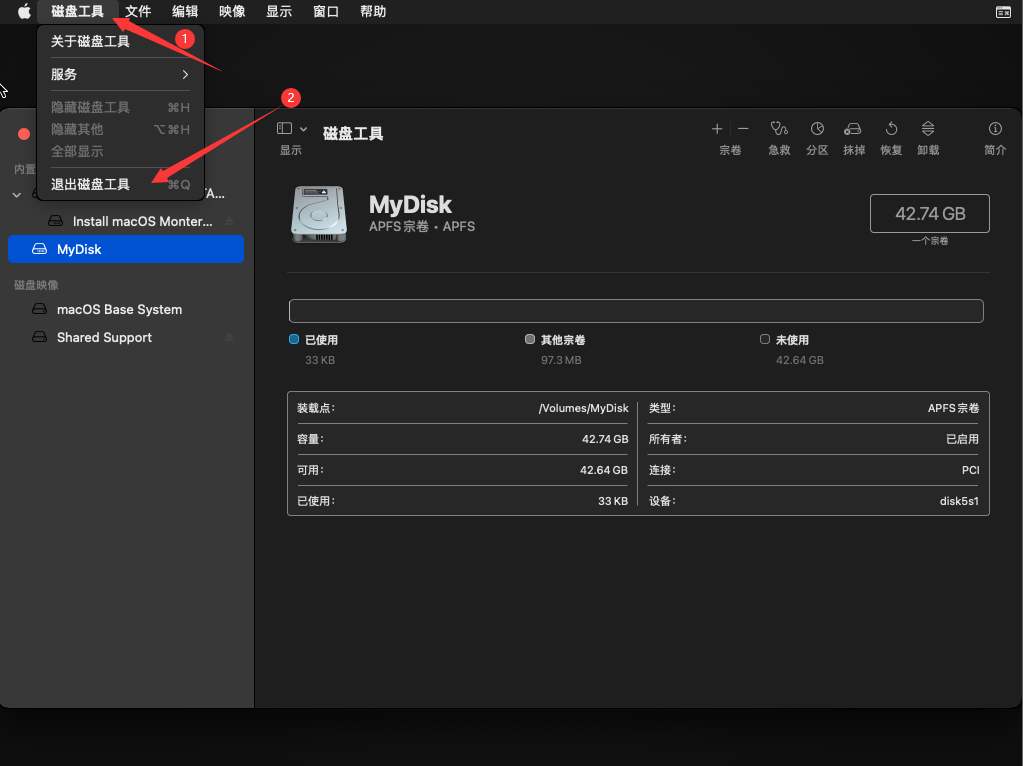 磁盘工具 文件 编辑 映像 显示 窗口 帮助
关于磁盘工具 1
服务
隐藏磁盘工具 ⌘H
隐藏其他 ⌥⌘H
全部显示
退出磁盘工具 ⌘Q
2
内置
TA...
Install macOS Monter...
MyDisk
磁盘映像
macOS Base System
Shared Support
显示
磁盘工具
宗卷 急救 分区 抹掉 恢复 卸载 简介
MyDisk
APFS 宗卷 • APFS
42.74 GB
一个宗卷
已使用 其他宗卷 未使用
33 KB 97.3 MB 42.64 GB
装载点: /Volumes/MyDisk 类型: APFS 宗卷
容量: 42.74 GB 所有者: 已启用
可用: 42.64 GB 连接: PCI
已使用: 33 KB 设备: disk5s1